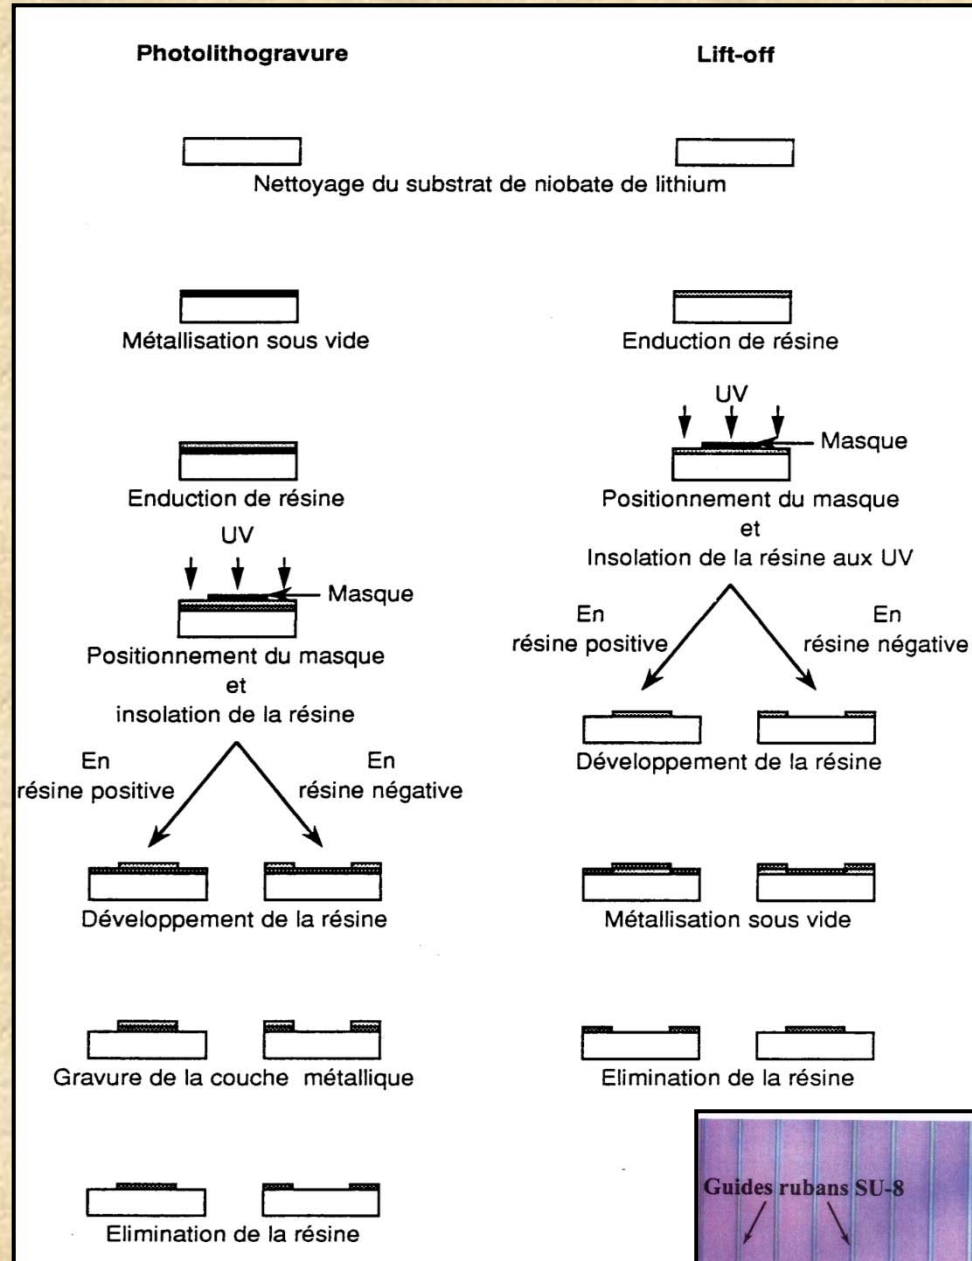 Photolithogravure
Lift-off
Nettoyage du substrat de niobate de lithium
Métallisation sous vide
Enduction de résine
UV
Masque
Positionnement du masque
et
insolation de la résine
En
résine positive
En
résine négative
Développement de la résine
Gravure de la couche métallique
Elimination de la résine
Enduction de résine
UV
Masque
Positionnement du masque
et
Insolation de la résine aux UV
En
résine positive
En
résine négative
Développement de la résine
Métallisation sous vide
Elimination de la résine
Guides rubans SU-8